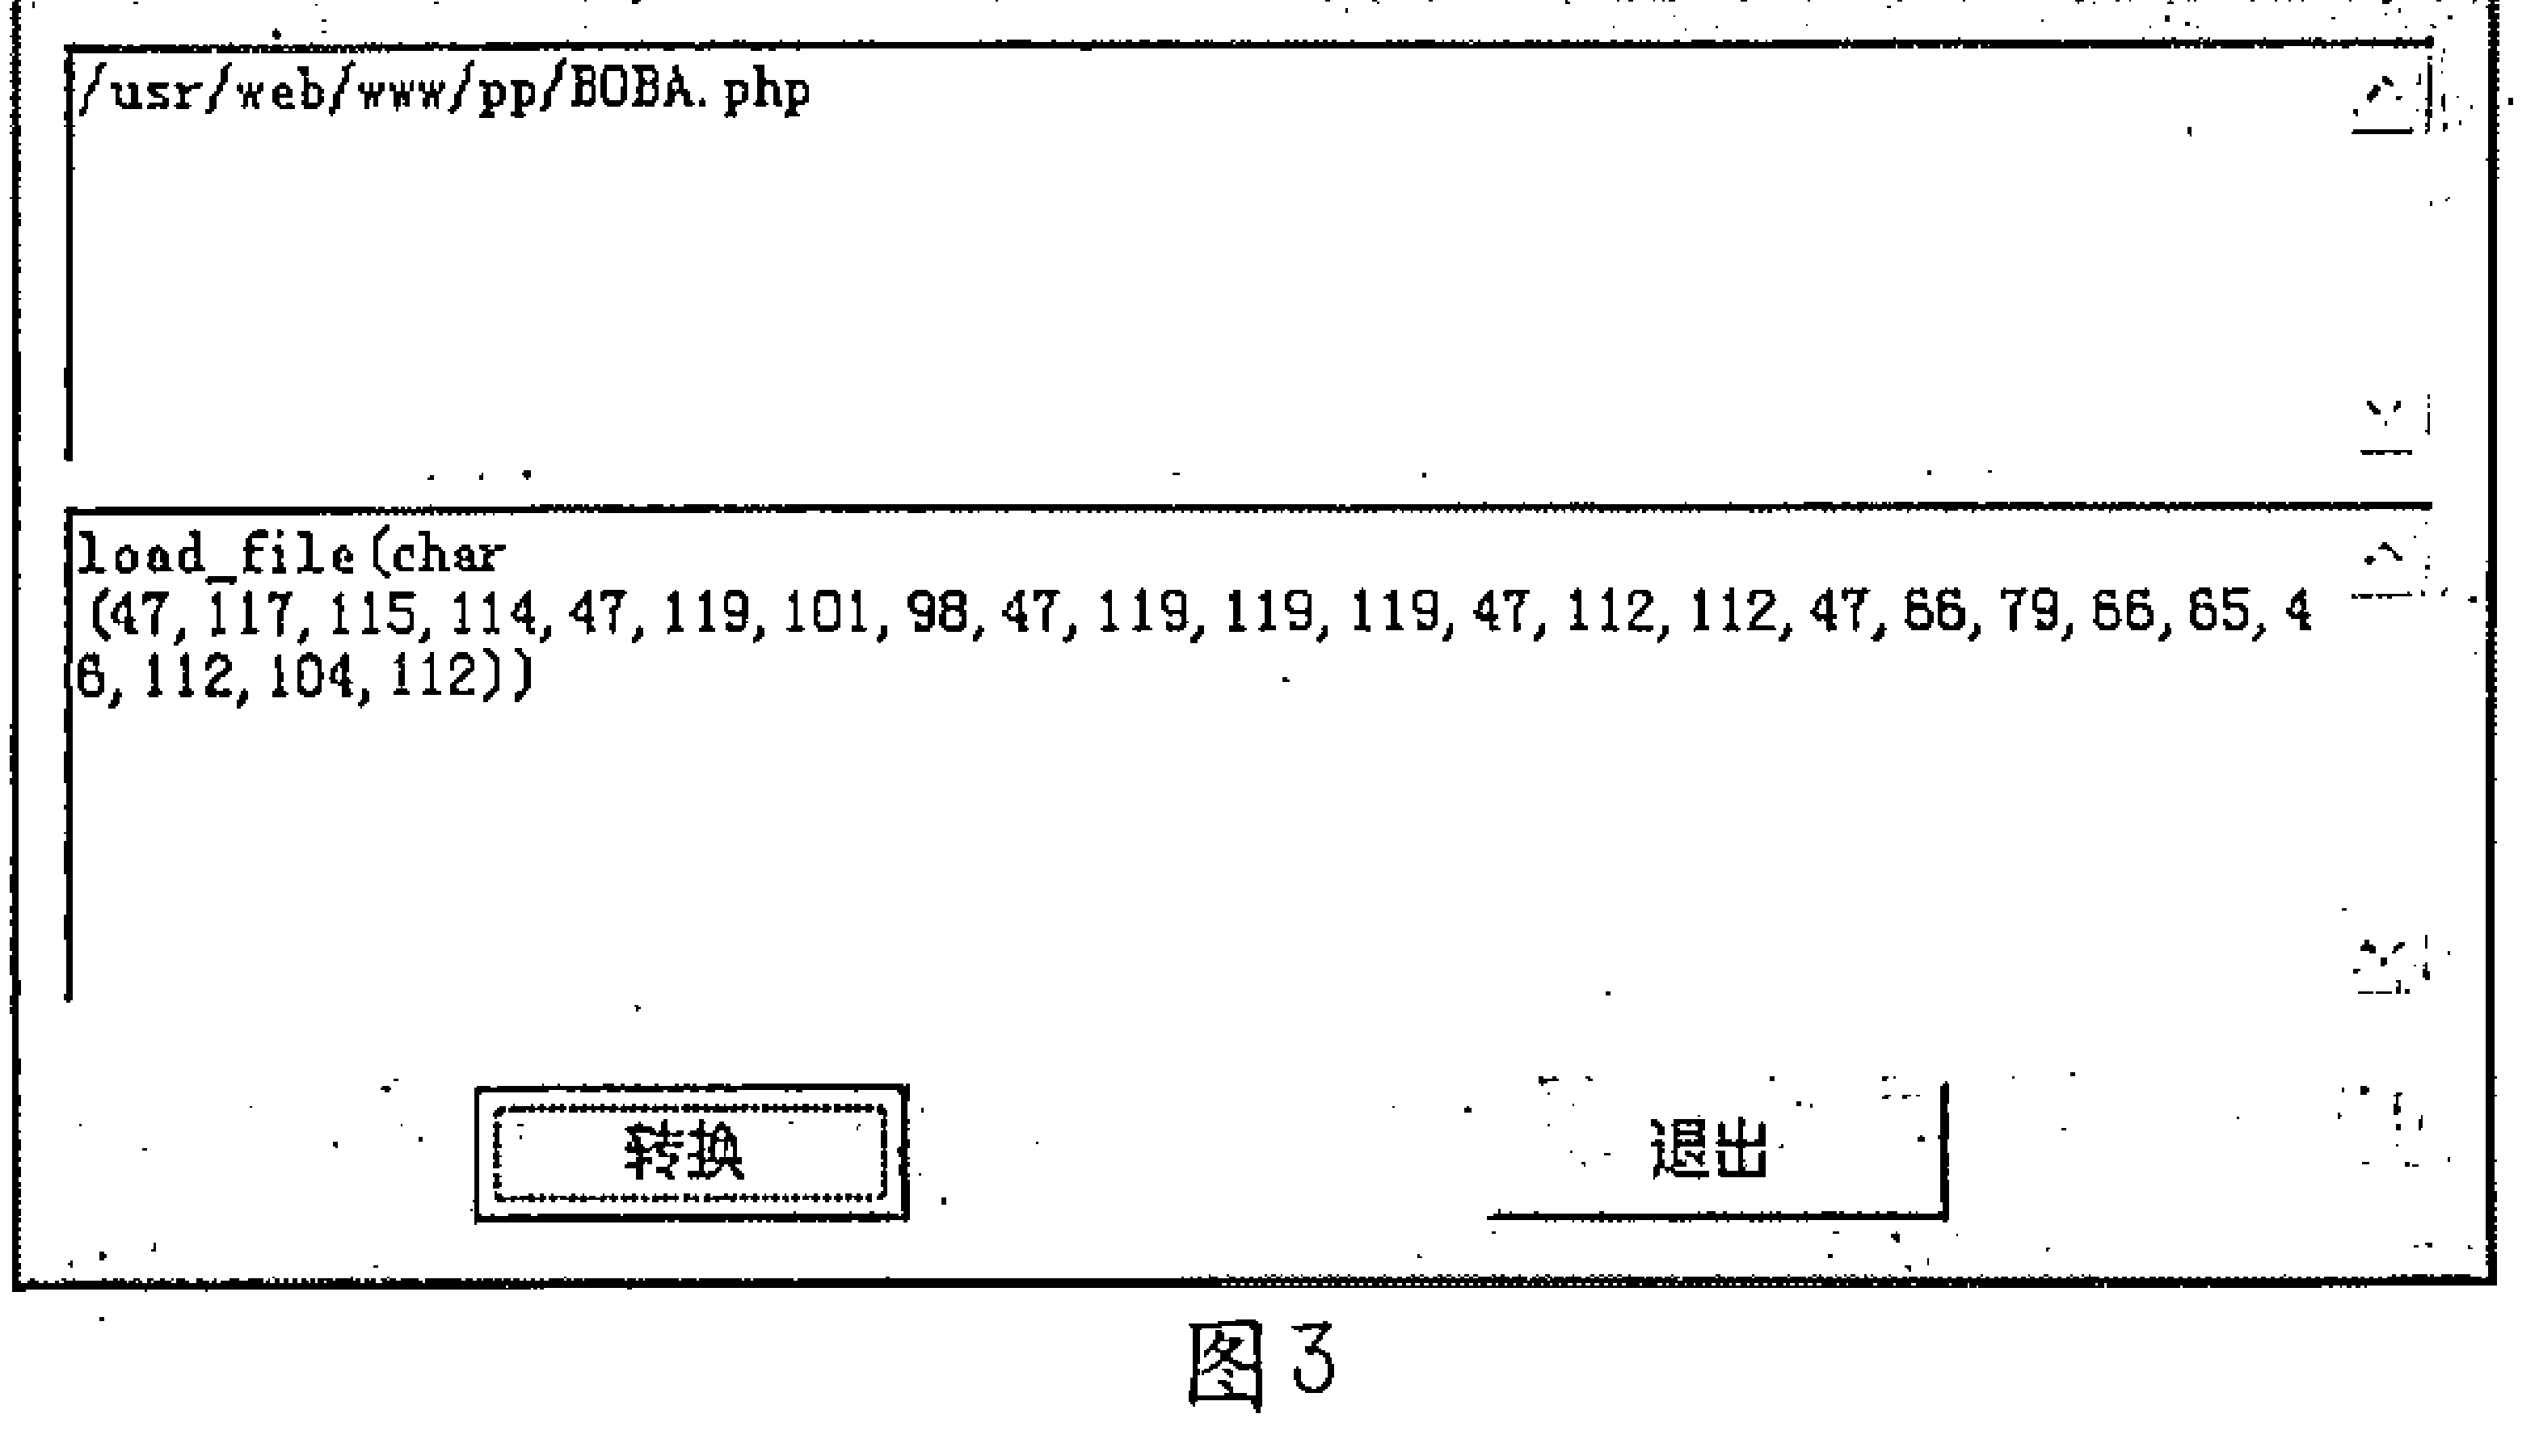 /usr/web/www/pp/BOBA.php
load_file(char
(47,117,115,114,47,119,101,98,47,119,119,119,47,112,112,47,66,79,66,65,4
6,112,104,112))
转换
退出
图3